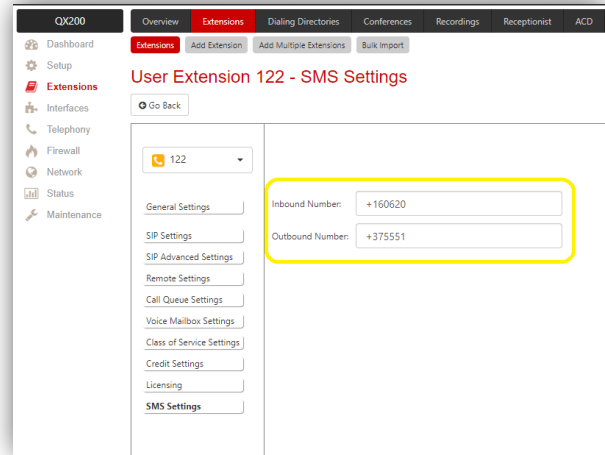 QX200
Overview Extensions Dialing Directories Conferences Recordings Receptionist ACD
Dashboard
Setup
Extensions
Interfaces
Telephony
Firewall
Network
Status
Maintenance
Extensions Add Extension Add Multiple Extensions Bulk Import
User Extension 122 - SMS Settings
Go Back
122
General Settings
SIP Settings
SIP Advanced Settings
Remote Settings
Call Queue Settings
Voice Mailbox Settings
Class of Service Settings
Credit Settings
Licensing
SMS Settings
Inbound Number: +160620
Outbound Number: +375551